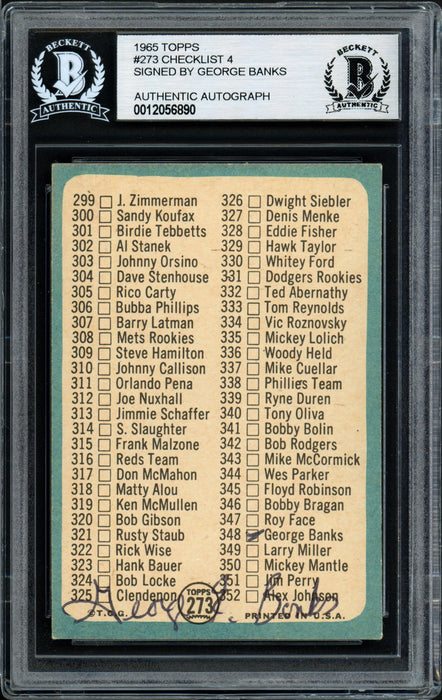 BECKETT
B
AUTHENTIC
1965 TOPPS
#273 CHECKLIST 4
SIGNED BY GEORGE BANKS
AUTHENTIC AUTOGRAPH
0012056890
BECKETT
B
AUTHENTIC
299 J. Zimmerman
300 Sandy Koufax
301 Birdie Tebbetts
302 Al Stanek
303 Johnny Orsino
304 Dave Stenhouse
305 Rico Carty
306 Bubba Phillips
307 Barry Latman
308 Mets Rookies
309 Steve Hamilton
310 Johnny Callison
311 Orlando Pena
312 Joe Nuxhall
313 Jimmie Schaffer
314 S. Slaughter
315 Frank Malzone
316 Reds Team
317 Don McMahon
318 Matty Alou
319 Ken McMullen
320 Bob Gibson
321 Rusty Staub
322 Rick Wise
323 Hank Bauer
324 Bob Locke
325 Clendenon
326 Dwight Siebler
327 Denis Menke
328 Eddie Fisher
329 Hawk Taylor
330 Whitey Ford
331 Dodgers Rookies
332 Ted Abernathy
333 Tom Reynolds
334 Vic Roznovsky
335 Mickey Lolich
336 Woody Held
337 Mike Cuellar
338 Phillies Team
339 Ryne Duren
340 Tony Oliva
341 Bobby Bolin
342 Bob Rodgers
343 Mike McCormick
344 Wes Parker
345 Floyd Robinson
346 Bobby Bragan
347 Roy Face
348 George Banks
349 Larry Miller
350 Mickey Mantle
351 Jim Perry
352 Alex Johnson
TOPPS
273
George E. Banks
©T.C.G.
PRINTED IN U.S.A.